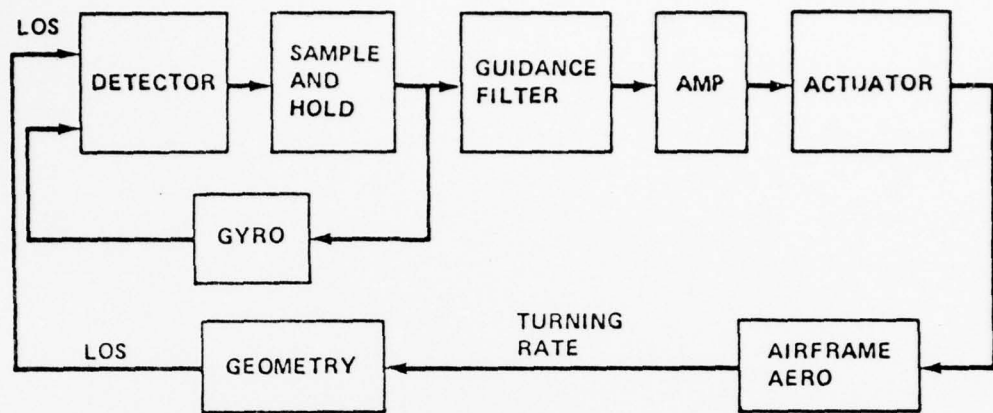 LOS
DETECTOR
SAMPLE
AND
HOLD
GUIDANCE
FILTER
AMP
ACTUATOR
GYRO
LOS
GEOMETRY
TURNING
RATE
AIRFRAME
AERO